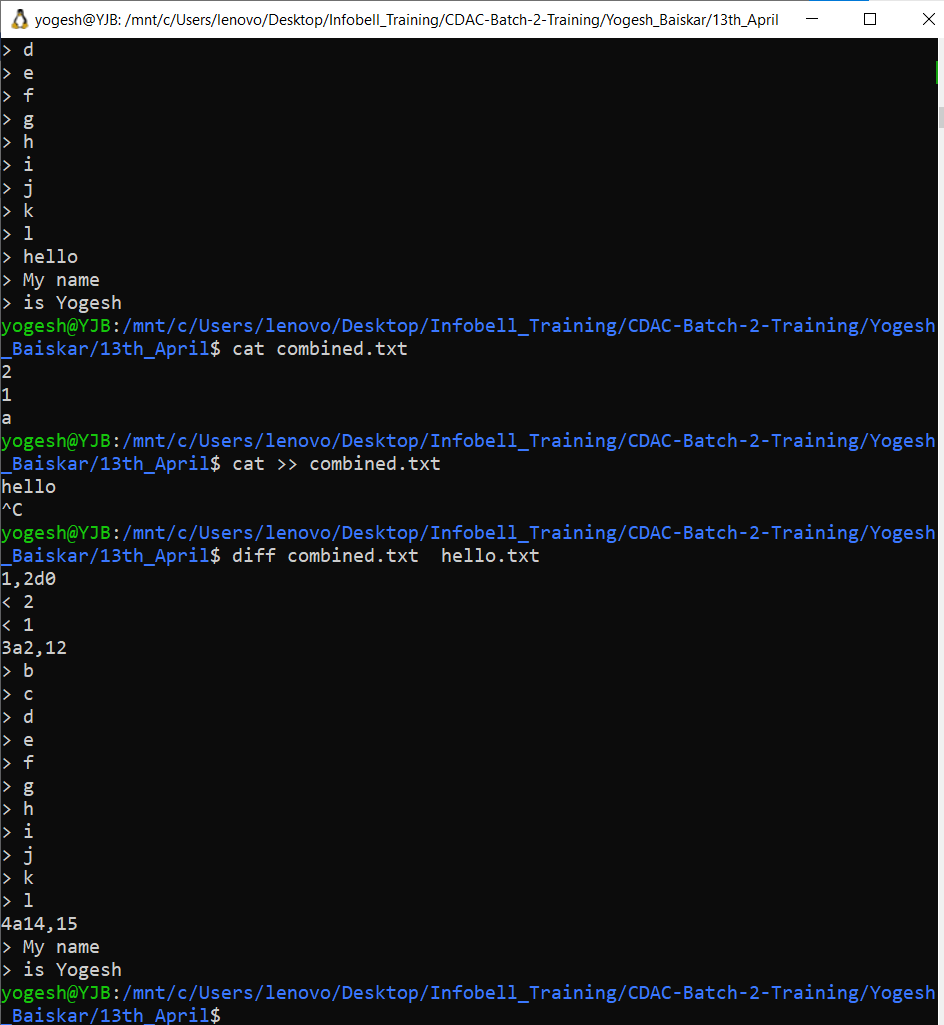 yogesh@YJB: /mnt/c/Users/lenovo/Desktop/Infobell_Training/CDAC-Batch-2-Training/Yogesh_Baiskar/13th_April
> d
> e
> f
> g
> h
> i
> j
> k
> l
> hello
> My name
> is Yogesh
yogesh@YJB:/mnt/c/Users/lenovo/Desktop/Infobell_Training/CDAC-Batch-2-Training/Yogesh
_Baiskar/13th_April$ cat combined.txt
2
1
a
yogesh@YJB:/mnt/c/Users/lenovo/Desktop/Infobell_Training/CDAC-Batch-2-Training/Yogesh
_Baiskar/13th_April$ cat >> combined.txt
hello
^C
yogesh@YJB:/mnt/c/Users/lenovo/Desktop/Infobell_Training/CDAC-Batch-2-Training/Yogesh
_Baiskar/13th_April$ diff combined.txt  hello.txt
1,2d0
< 2
< 1
3a2,12
> b
> c
> d
> e
> f
> g
> h
> i
> j
> k
> l
4a14,15
> My name
> is Yogesh
yogesh@YJB:/mnt/c/Users/lenovo/Desktop/Infobell_Training/CDAC-Batch-2-Training/Yogesh
_Baiskar/13th_April$